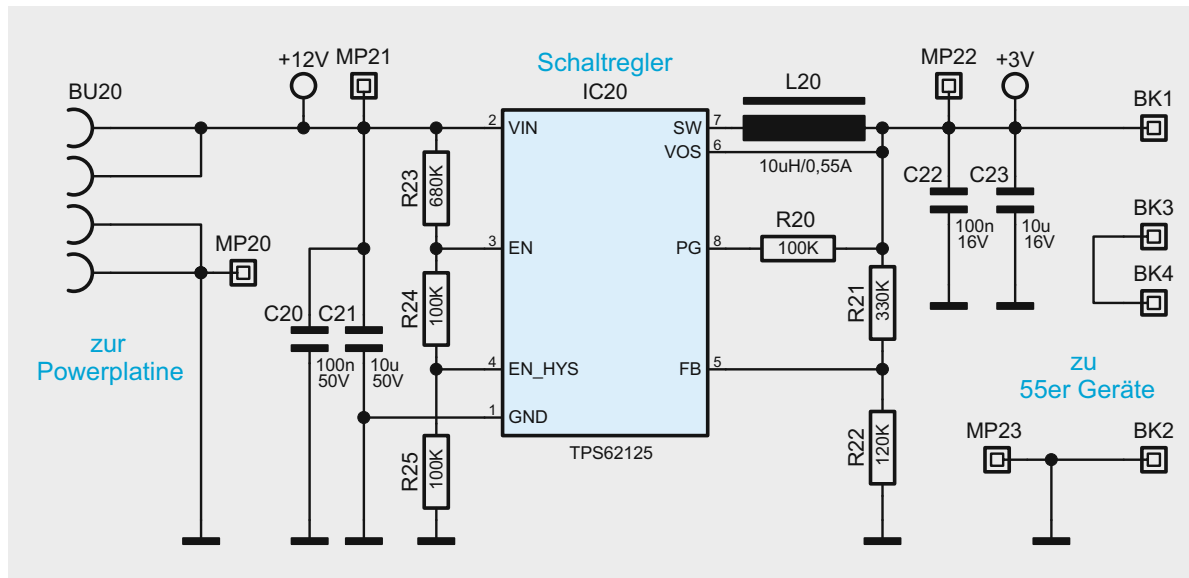 +12V
MP21
BU20
Schaltregler
IC20
L20
10uH/0,55A
MP22
+3V
BK1
2
VIN
SW
7
VOS
6
R23
680K
C22
100n
16V
C23
10u
16V
BK3
BK4
MP20
3
EN
PG
8
R20
100K
R24
100K
R21
330K
C20
100n
50V
C21
10u
50V
zur
Powerplatine
4
EN_HYS
FB
5
zu
55er Geräte
1
GND
TPS62125
R25
100K
R22
120K
MP23
BK2